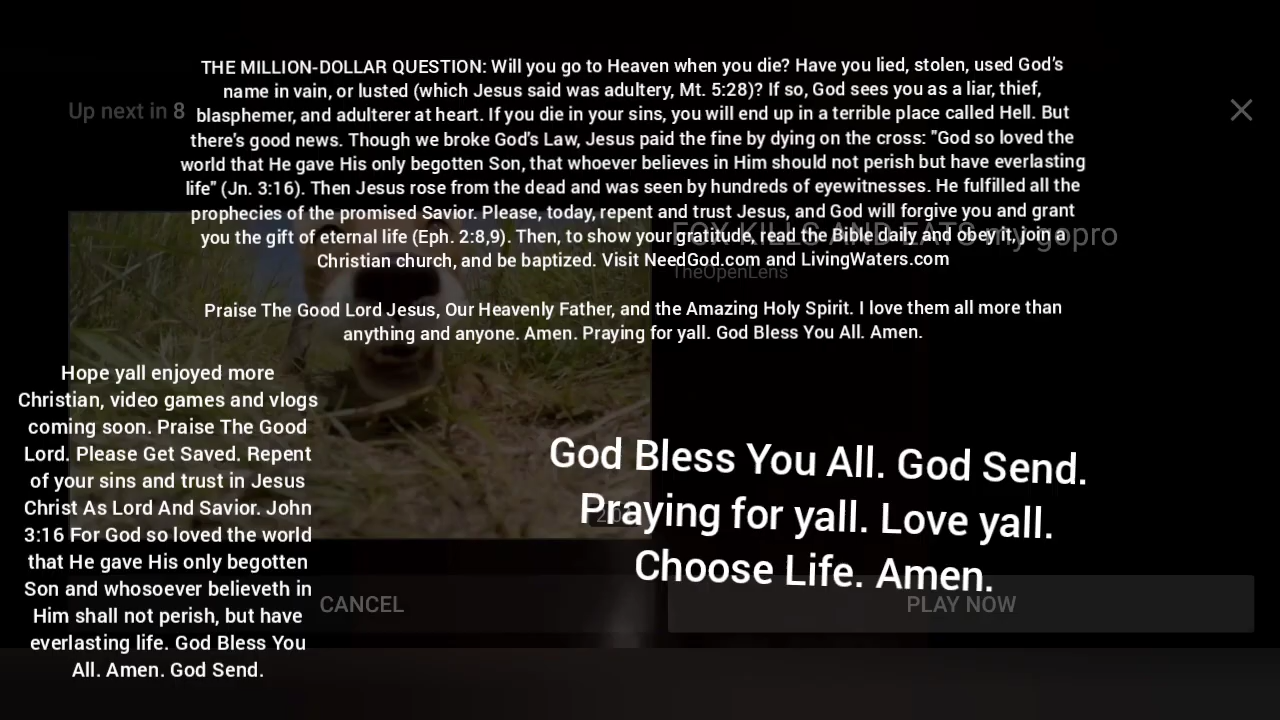 THE MILLION-DOLLAR QUESTION: Will you go to Heaven when you die? Have you lied, stolen, used God's
name in vain, or lusted (which Jesus said was adultery, Mt. 5:28)? If so, God sees you as a liar, thief,
Up next in 8
blasphemer, and adulterer at heart. If you die in your sins, you will end up in a terrible place called Hell. But
there's good news. Though we broke God's Law, Jesus paid the fine by dying on the cross: "God so loved the
world that He gave His only begotten Son, that whoever believes in Him should not perish but have everlasting
life" (Jn. 3:16). Then Jesus rose from the dead and was seen by hundreds of eyewitnesses. He fulfilled all the
prophecies of the promised Savior. Please, today, repent and trust Jesus, and God will forgive you and grant
you the gift of eternal life (Eph. 2:8,9). Then, to show your gratitude, read the Bible daily and obey it, join a
Christian church, and be baptized. Visit NeedGod.com and LivingWaters.com
FOX KILLS AND EATS my gopro
TheOpenLens
Praise The Good Lord Jesus, Our Heavenly Father, and the Amazing Holy Spirit. I love them all more than
anything and anyone. Amen. Praying for yall. God Bless You All. Amen.
Hope yall enjoyed more
Christian, video games and vlogs
coming soon. Praise The Good
Lord. Please Get Saved. Repent
of your sins and trust in Jesus
Christ As Lord And Savior. John
3:16 For God so loved the world
that He gave His only begotten
Son and whosoever believeth in
Him shall not perish, but have
everlasting life. God Bless You
All. Amen. God Send.
God Bless You All. God Send.
Praying for yall. Love yall.
Choose Life. Amen.
CANCEL
PLAY NOW